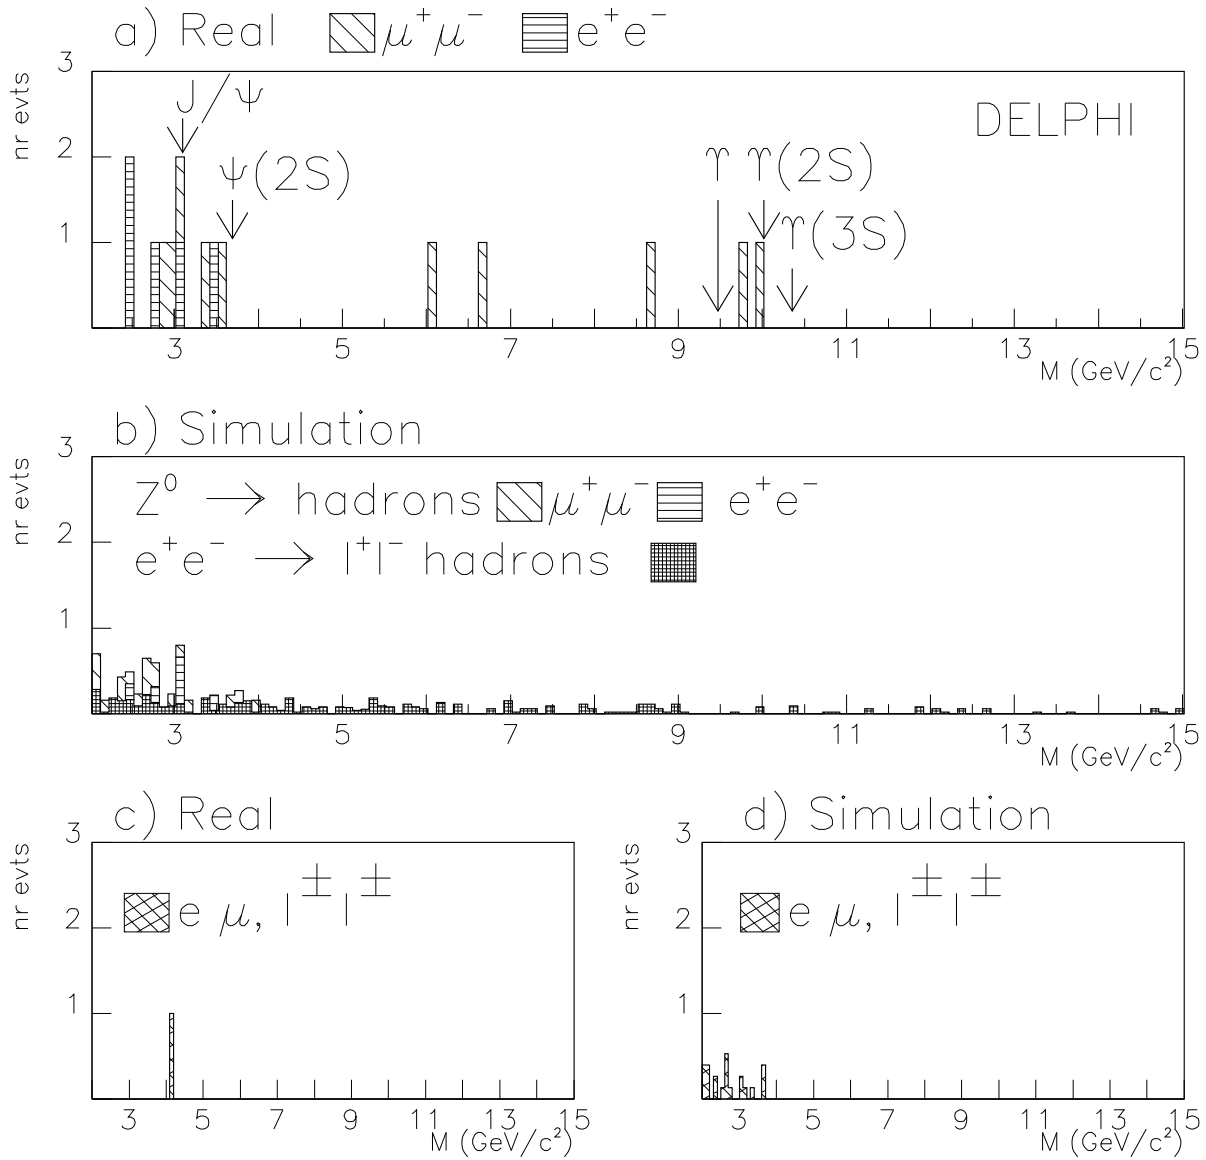 a) Real μ⁺μ⁻ e⁺e⁻
nr evts
3
2
1
J/ψ
ψ(2S)
ϒ ϒ(2S)
ϒ(3S)
DELPHI
3 5 7 9 11 13 15
M (GeV/c²)
b) Simulation
nr evts
3
2
1
Z⁰ → hadrons μ⁺μ⁻ e⁺e⁻
e⁺e⁻ → l⁺l⁻ hadrons
3 5 7 9 11 13 15
M (GeV/c²)
c) Real
nr evts
3
2
1
e μ, l± l±
3 5 7 9 11 13 15
M (GeV/c²)
d) Simulation
nr evts
3
2
1
e μ, l± l±
3 5 7 9 11 13 15
M (GeV/c²)